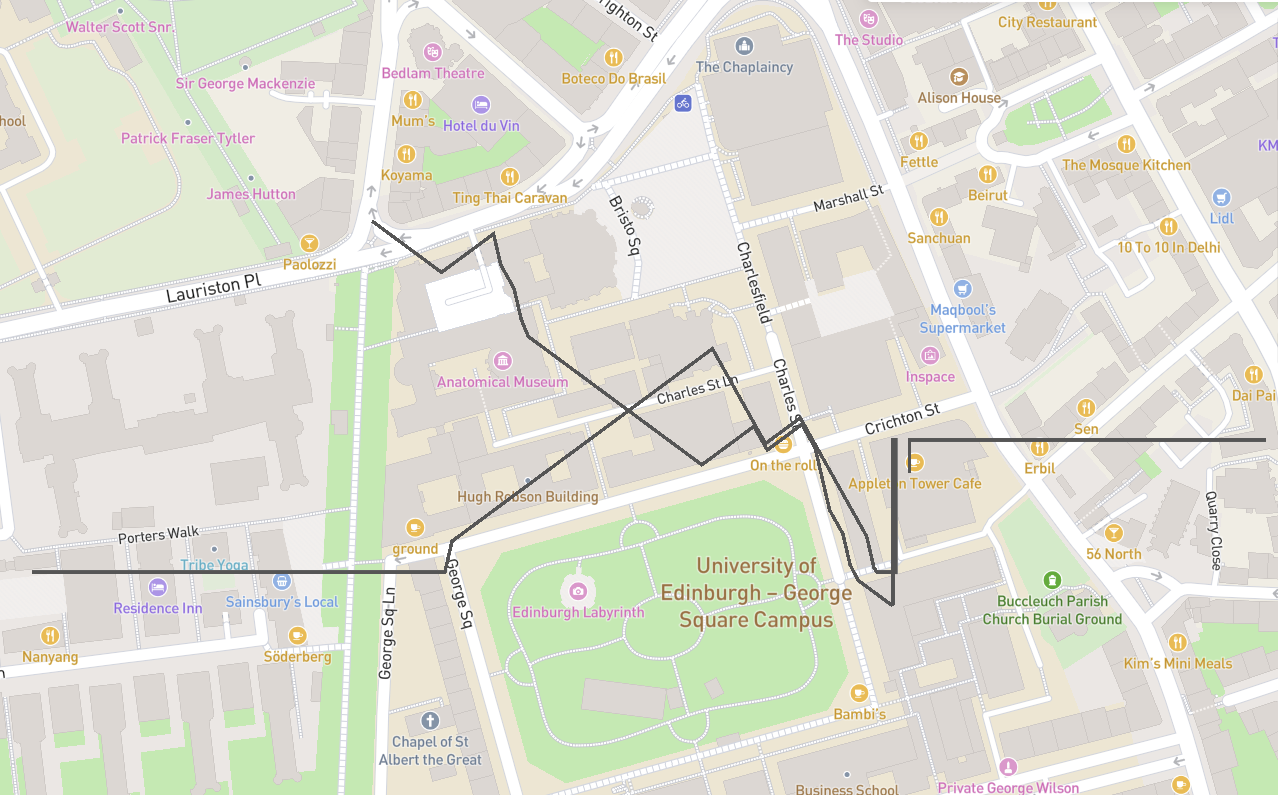 City Restaurant
Walter Scott Snr.
The Studio
The Chaplaincy
Bedlam Theatre
Boteco Do Brasil
Sir George Mackenzie
Alison House
Mum's
Hotel du Vin
Patrick Fraser Tytler
Fettle
The Mosque Kitchen
Koyama
James Hutton
Ting Thai Caravan
Beirut
Marshall St
Lidl
Bristo Sq
Sanchuan
10 To 10 In Delhi
Paolozzi
Lauriston Pl
Charlesfield
Maqbool's
Supermarket
Anatomical Museum
Inspace
Charles St Ln
Charles S
Dai Pai
Crichton St
Sen
On the roll
Erbil
Appleton Tower Cafe
Hugh Robson Building
Quarry Close
Porters Walk
ground
56 North
Tribe Yoga
University of
Edinburgh – George
Square Campus
Residence Inn
Sainsbury's Local
George Sq
Edinburgh Labyrinth
Buccleuch Parish
Church Burial Ground
George Sq Ln
Nanyang
Söderberg
Kim's Mini Meals
Bambi's
Chapel of St
Albert the Great
Business School
Private George Wilson